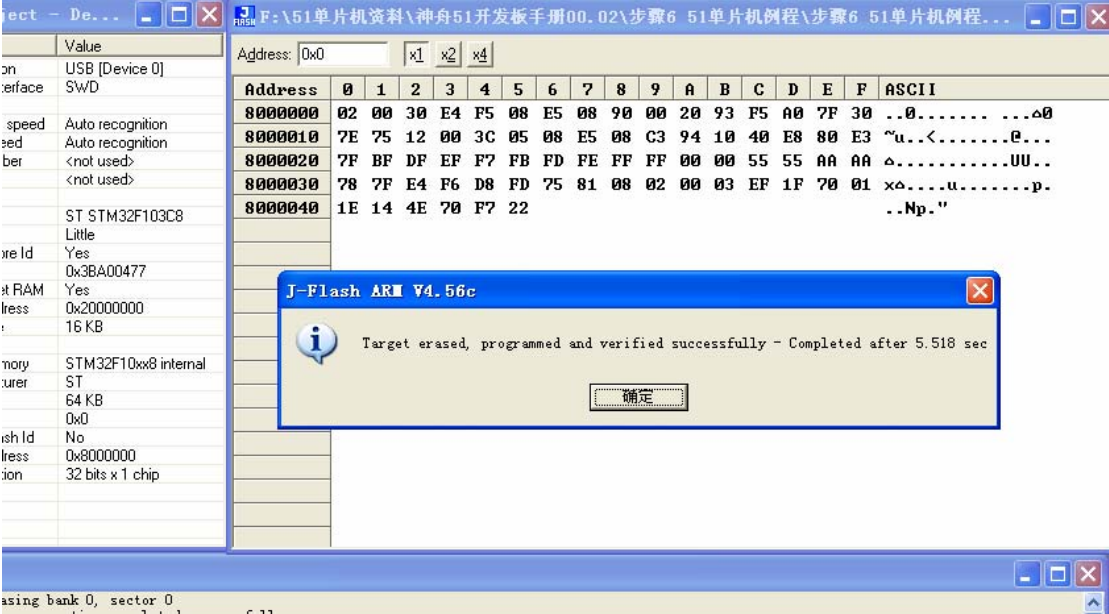 ject - De...
F:\51单片机资料\神舟51开发板手册00.02\步骤6 51单片机例程\步骤6 51单片机例程...
Value
on USB [Device 0]
erface SWD
speed Auto recognition
eed Auto recognition
ber <not used>
<not used>
ST STM32F103C8
Little
ore Id Yes
0x3BA00477
et RAM Yes
dress 0x20000000
16 KB
mory STM32F10xx8 internal
turer ST
64 KB
0x0
ash Id No
dress 0x8000000
tion 32 bits x 1 chip
Address: 0x0 x1 x2 x4
Address 0 1 2 3 4 5 6 7 8 9 A B C D E F ASCII
8000000 02 00 30 E4 F5 08 E5 08 90 00 20 93 F5 A0 7F 30 ..0....... ...△0
8000010 7E 75 12 00 3C 05 08 E5 08 C3 94 10 40 E8 80 E3 ~u..<.......@...
8000020 7F BF DF EF F7 FB FD FE FF FF 00 00 55 55 AA AA △...........UU..
8000030 78 7F E4 F6 D8 FD 75 81 08 02 00 03 EF 1F 70 01 x△....u.......p.
8000040 1E 14 4E 70 F7 22 ..Np."
J-Flash ARM V4.56c
Target erased, programmed and verified successfully - Completed after 5.518 sec
确定
asing bank 0, sector 0